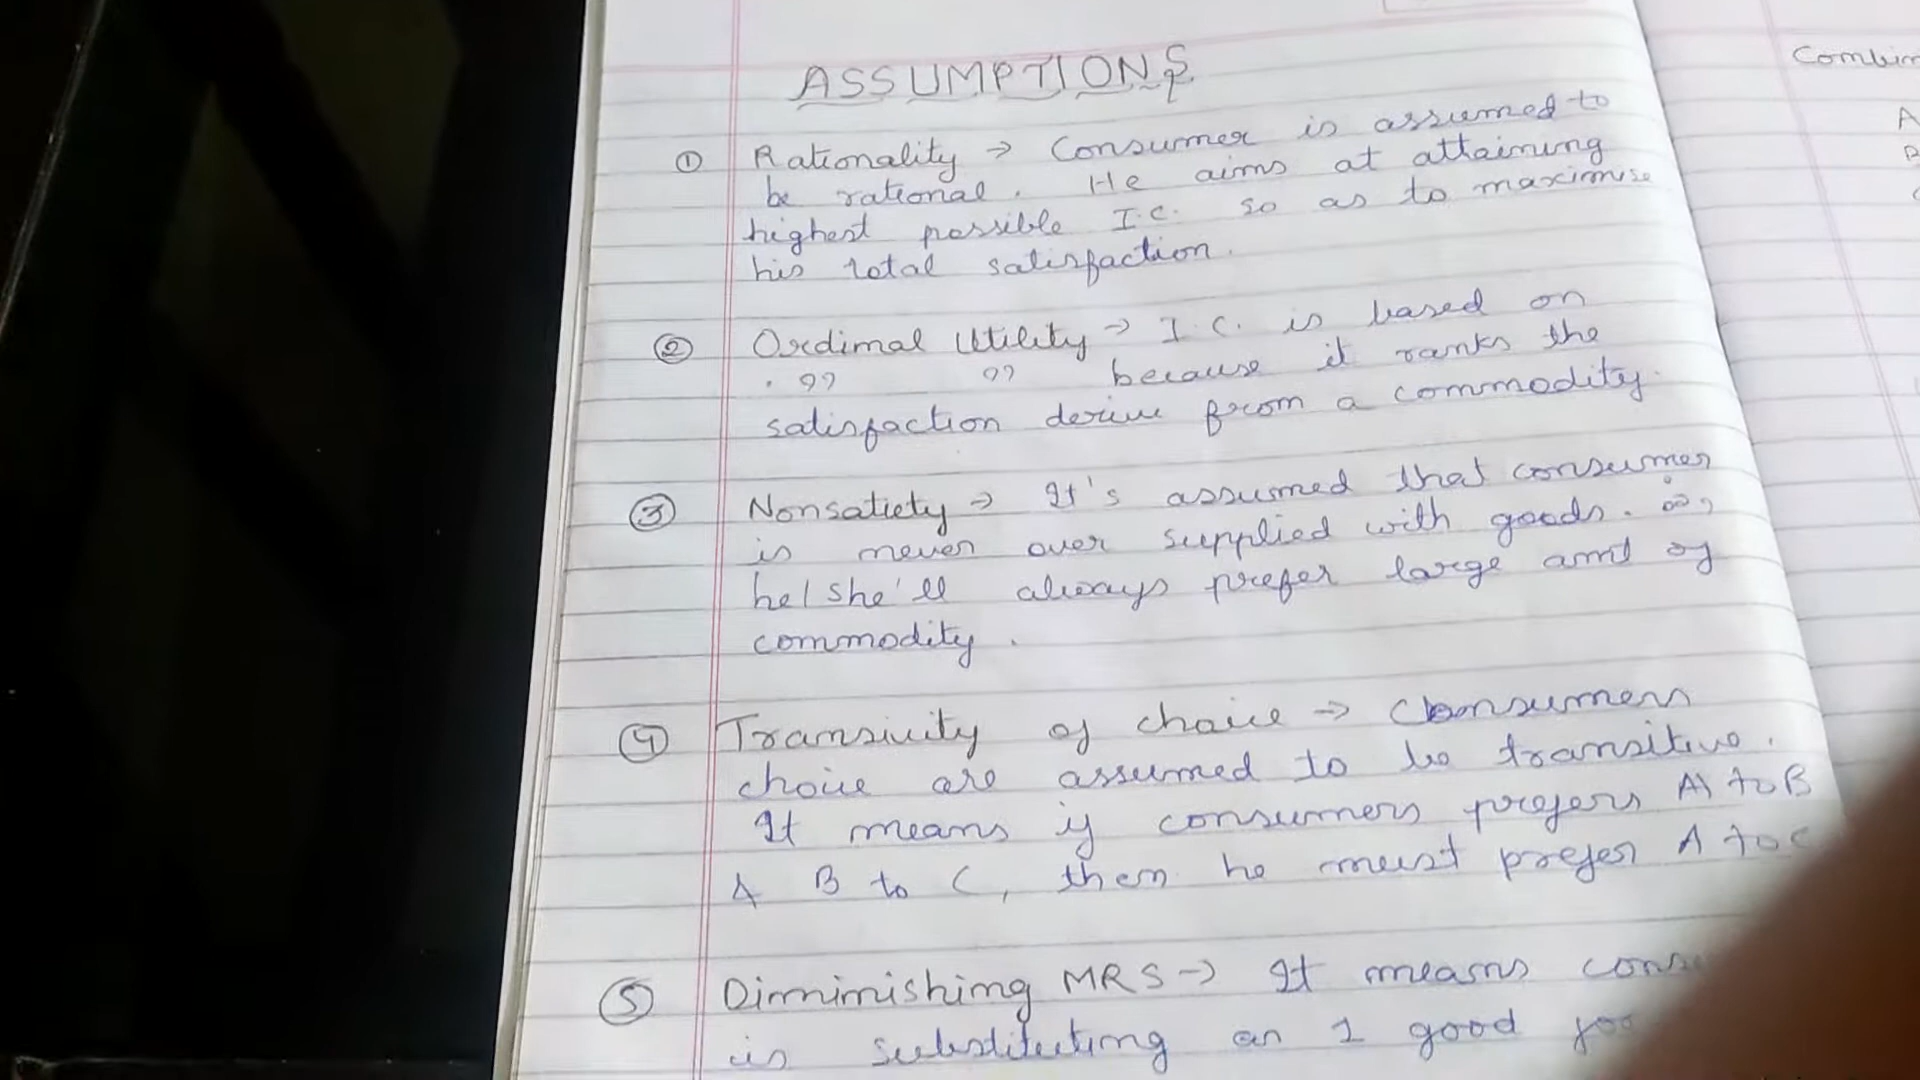 ASSUMPTIONS
① Rationality → Consumer is assumed to
be rational. He aims at attaining
highest possible I.C. so as to maximise
his total satisfaction.
② Ordinal Utility → I.C. is based on
. ,, ,, because it ranks the
satisfaction derive from a commodity.
③ Nonsatiety → It's assumed that consumer
is never over supplied with goods.
he/she'll always prefer large amt of
commodity.
④ Transivity of choice → Consumers
choice are assumed to be transitive.
It means if consumers prefers A to B
& B to C, then he must prefer A to C
⑤ Diminishing MRS → It means cons
is substituting an 1 good
Combin
A
B